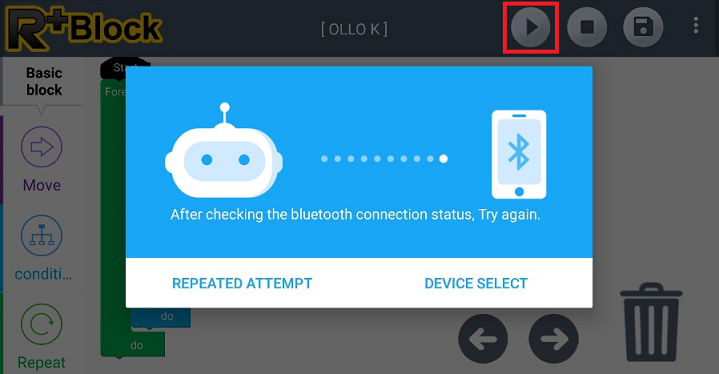 R+Block
[ OLLO K ]
Basic
block
Start
Fore
Move
conditi...
Repeat
After checking the bluetooth connection status, Try again.
REPEATED ATTEMPT
DEVICE SELECT
do
do